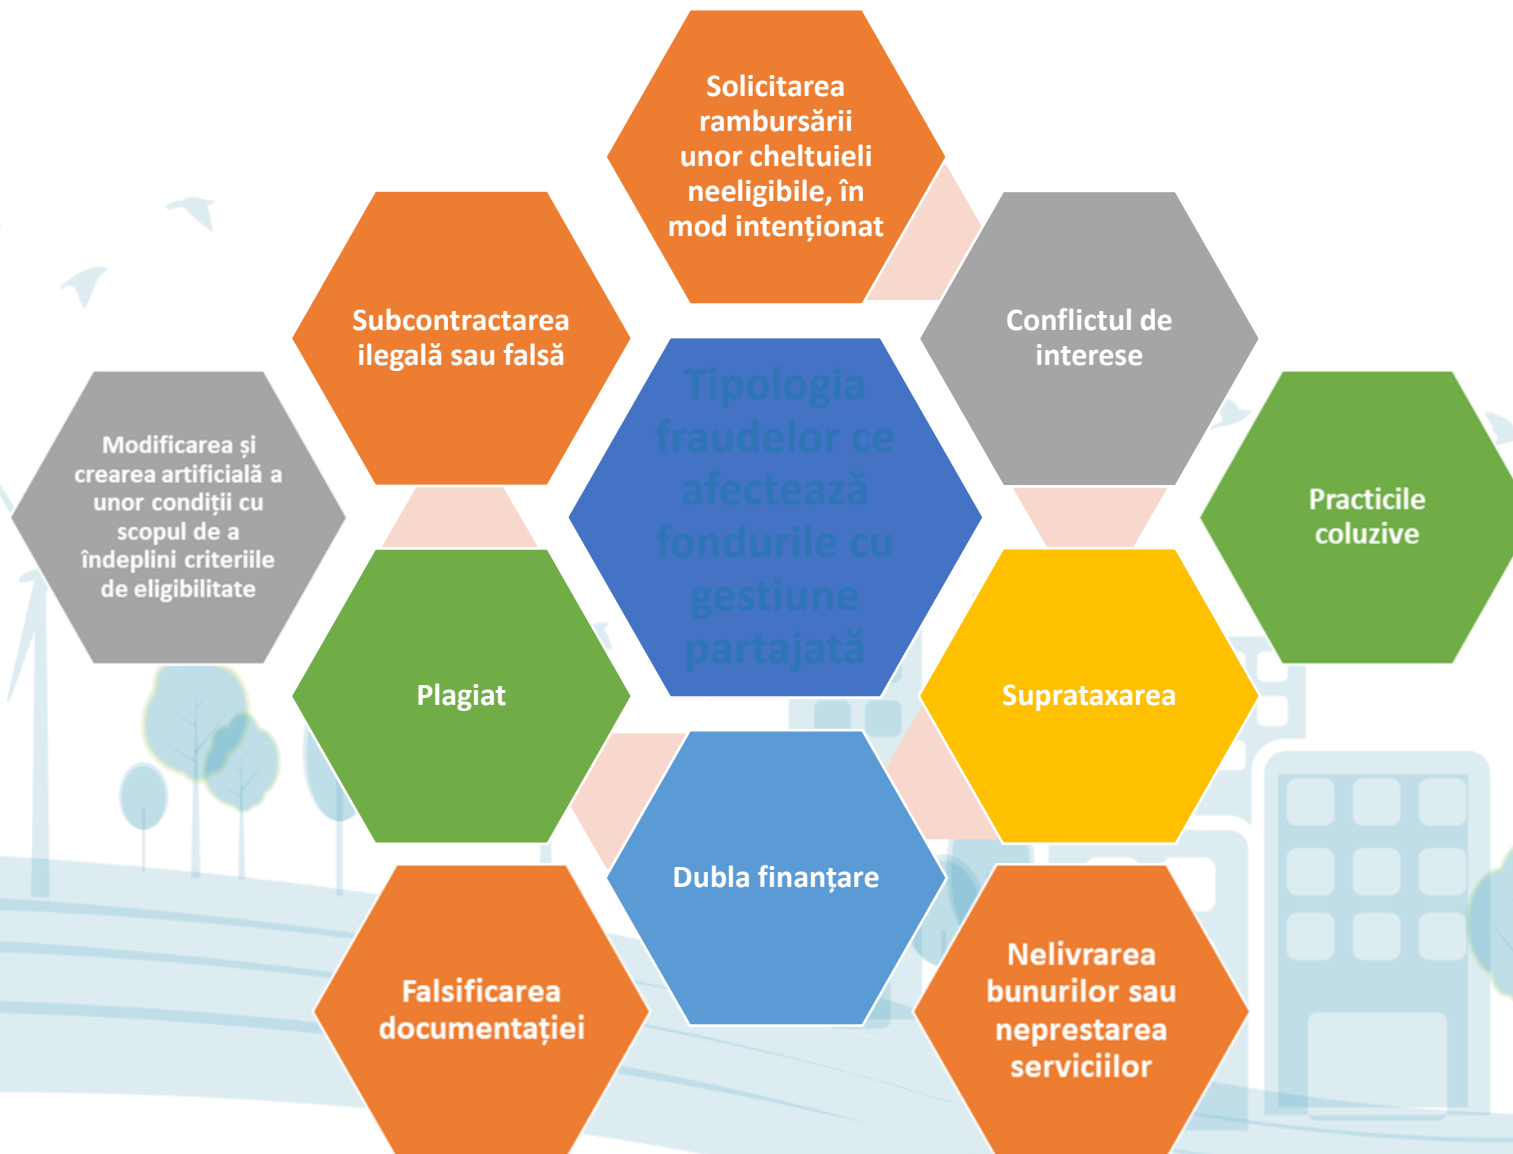 Solicitarea
rambursării
unor cheltuieli
neeligibile, în
mod intenționat
Subcontractarea
ilegală sau falsă
Conflictul de
interese
Tipologia
fraudelor ce
afectează
fondurile cu
gestiune
partajată
Modificarea și
crearea artificială a
unor condiții cu
scopul de a
îndeplini criteriile
de eligibilitate
Practicile
coluzive
Plagiat
Suprataxarea
Dubla finanțare
Falsificarea
documentației
Nelivrarea
bunurilor sau
neprestarea
serviciilor